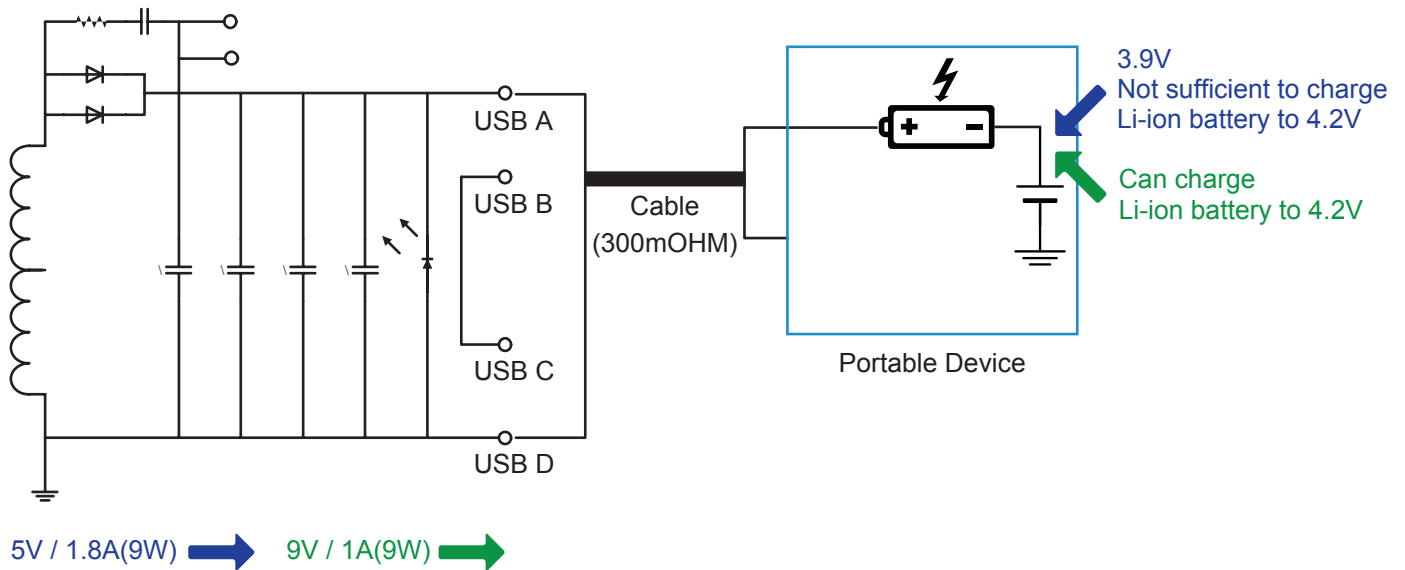 3.9V
Not sufficient to charge
Li-ion battery to 4.2V
USB A
USB B
Cable
(300mOHM)
Can charge
Li-ion battery to 4.2V
USB C
Portable Device
USB D
5V / 1.8A(9W)
9V / 1A(9W)